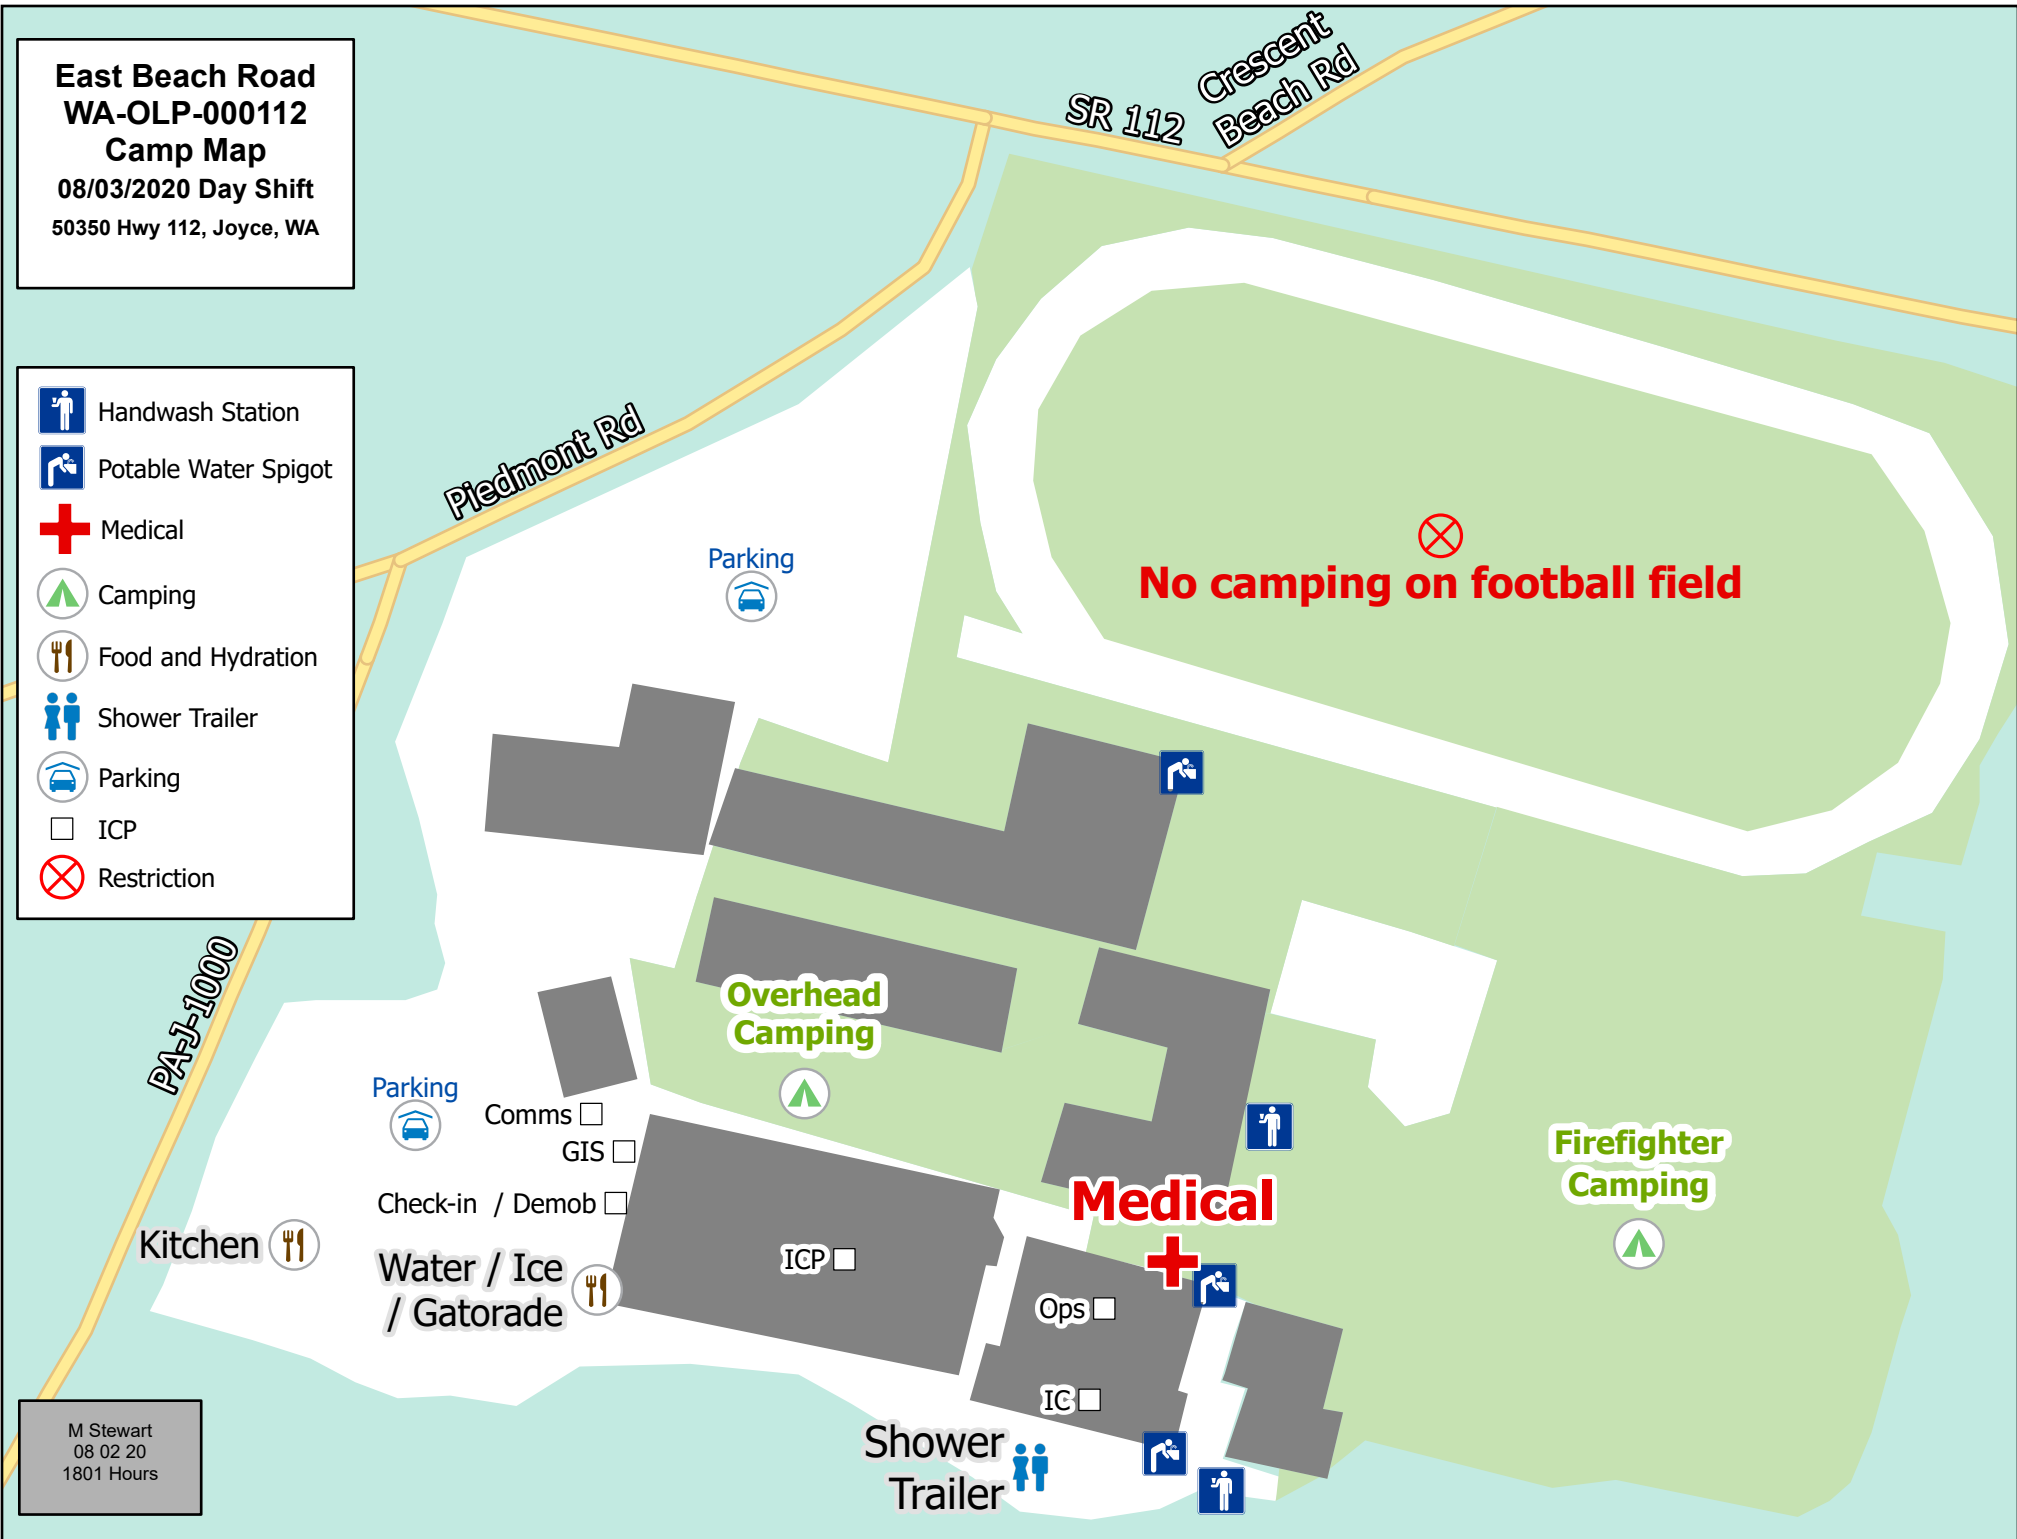 East Beach Road
WA-OLP-000112
Camp Map
08/03/2020 Day Shift
50350 Hwy 112, Joyce, WA
Handwash Station
Potable Water Spigot
Medical
Camping
Food and Hydration
Shower Trailer
Parking
ICP
Restriction
SR 112
Crescent
Beach Rd
Piedmont Rd
Parking
No camping on football field
PA-J-1000
Overhead
Camping
Parking
Comms
GIS
Check-in / Demob
Kitchen
Water / Ice
/ Gatorade
ICP
Medical
Ops
IC
Firefighter
Camping
Shower
Trailer
M Stewart
08 02 20
1801 Hours